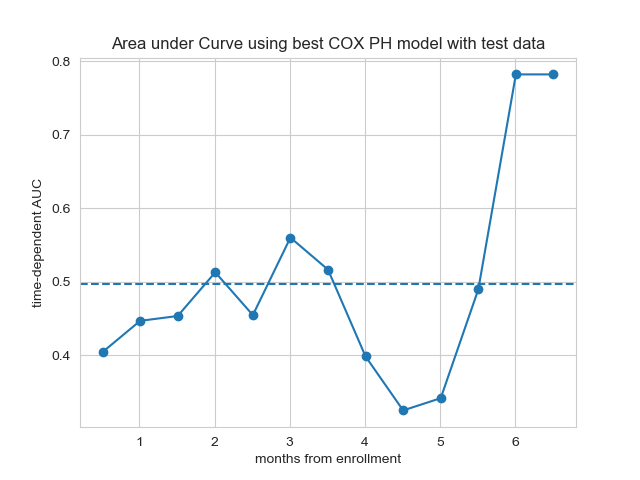 Area under Curve using best COX PH model with test data
time-dependent AUC
0.8
0.7
0.6
0.5
0.4
1 2 3 4 5 6
months from enrollment